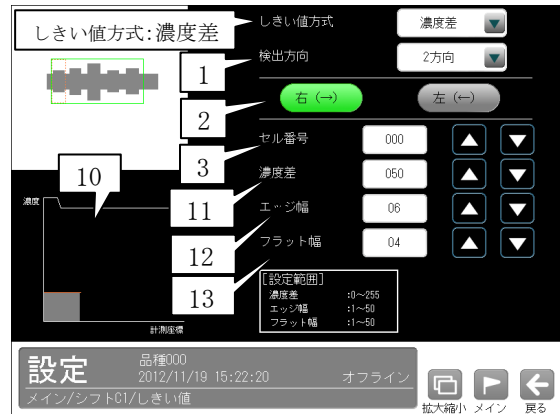 しきい値方式:濃度差
しきい値方式
濃度差
1
検出方向
2方向
2
右 (→)
左 (←)
3
セル番号
000
10
濃度差
050
11
エッジ幅
06
12
フラット幅
04
13
濃度
計測座標
[設定範囲]
濃度差 :0~255
エッジ幅 :1~50
フラット幅 :1~50
設定
品種000
2012/11/19 15:22:20
オフライン
メイン/シフトC1/しきい値
拡大縮小
メイン
戻る